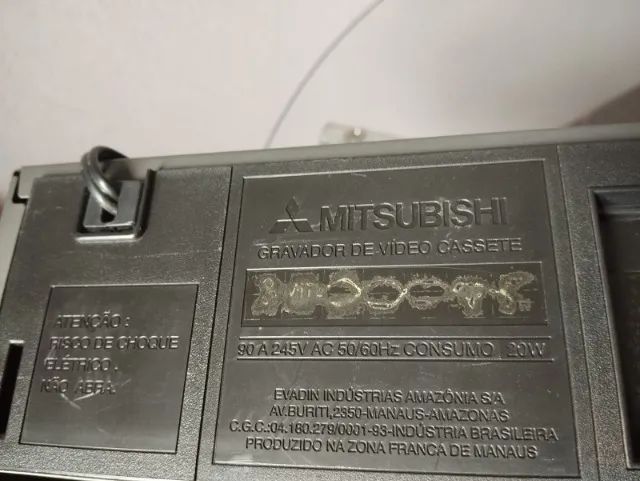 MITSUBISHI
GRAVADOR DE VÍDEO CASSETE
90 A 245V AC 50/60Hz CONSUMO 20W
EVADIN INDÚSTRIAS AMAZÔNIA S/A
AV.BURITI,2350-MANAUS-AMAZONAS
C.G.C.:04.160.279/0001-93-INDÚSTRIA BRASILEIRA
PRODUZIDO NA ZONA FRANCA DE MANAUS
ATENÇÃO :
RISCO DE CHOQUE
ELÉTRICO .
NÃO ABRA.